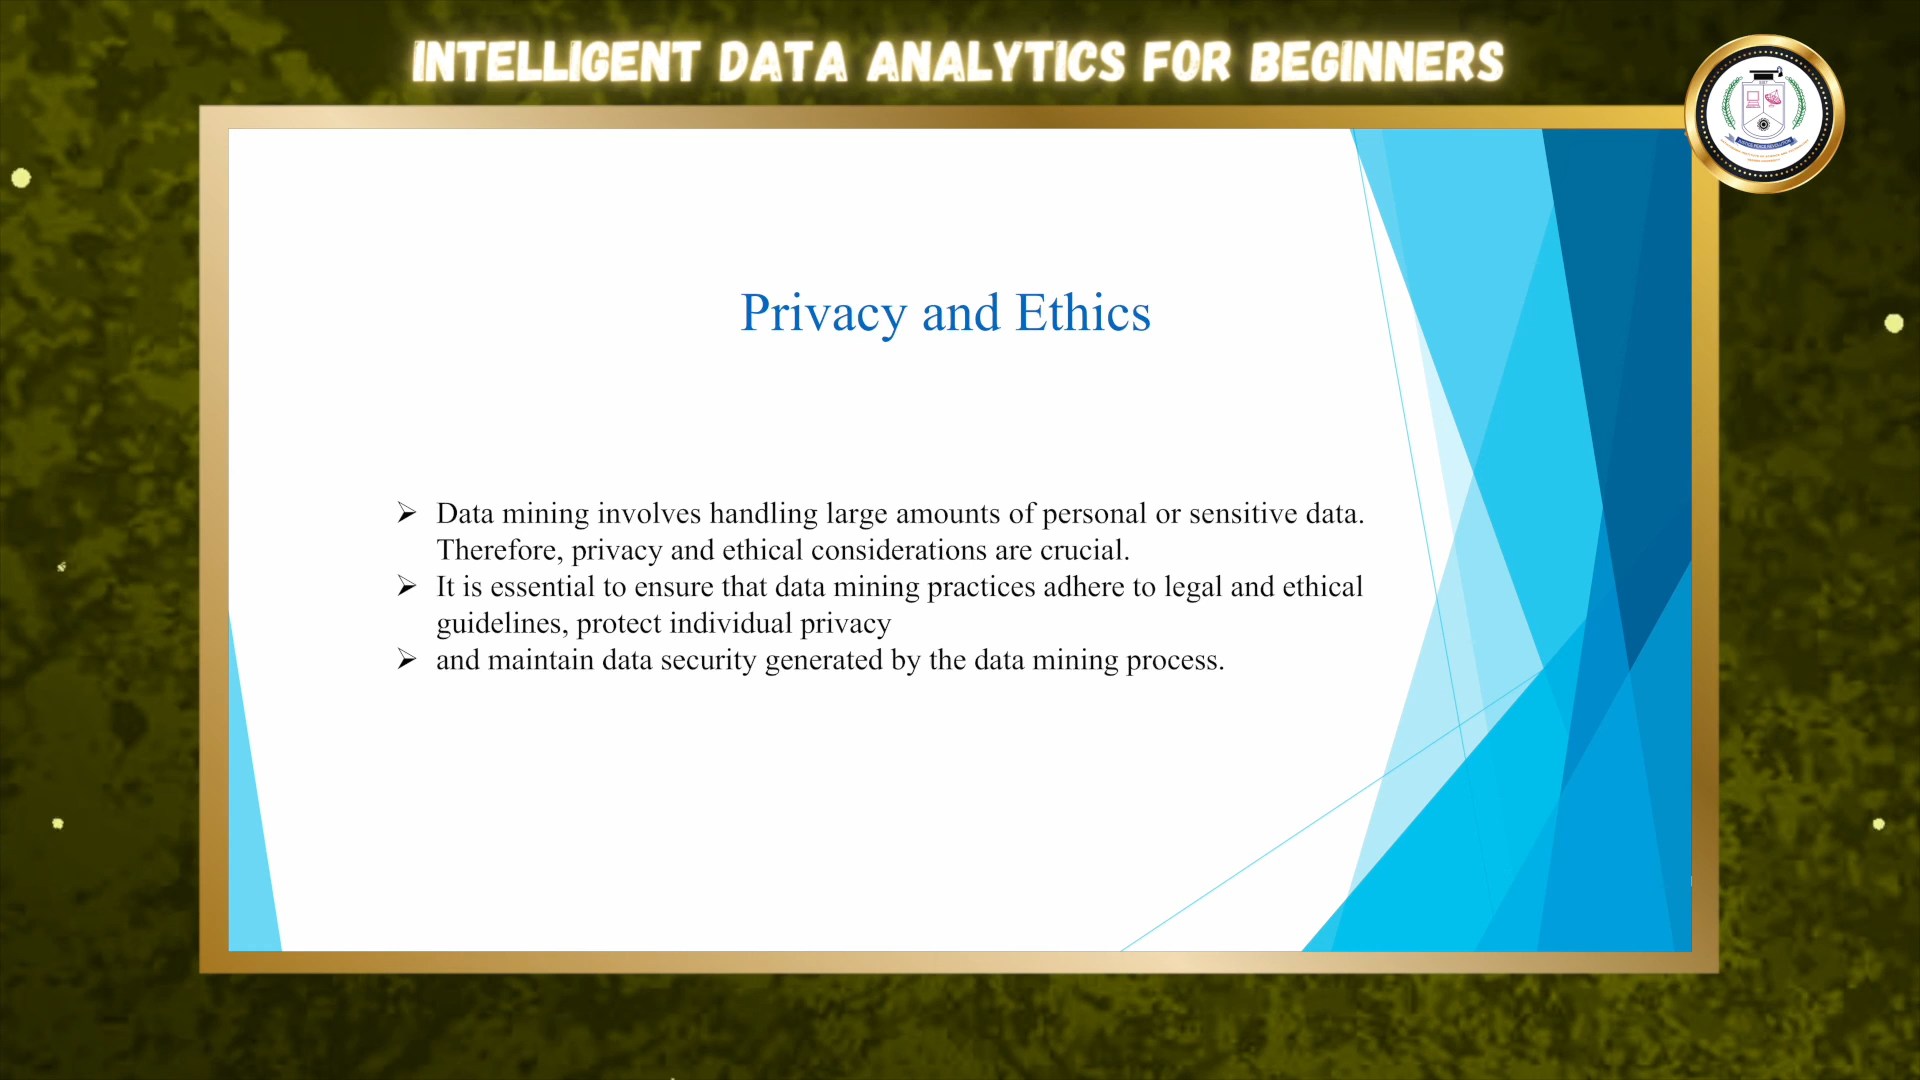 INTELLIGENT DATA ANALYTICS FOR BEGINNERS
Privacy and Ethics
➢ Data mining involves handling large amounts of personal or sensitive data.
Therefore, privacy and ethical considerations are crucial.
➢ It is essential to ensure that data mining practices adhere to legal and ethical
guidelines, protect individual privacy
➢ and maintain data security generated by the data mining process.